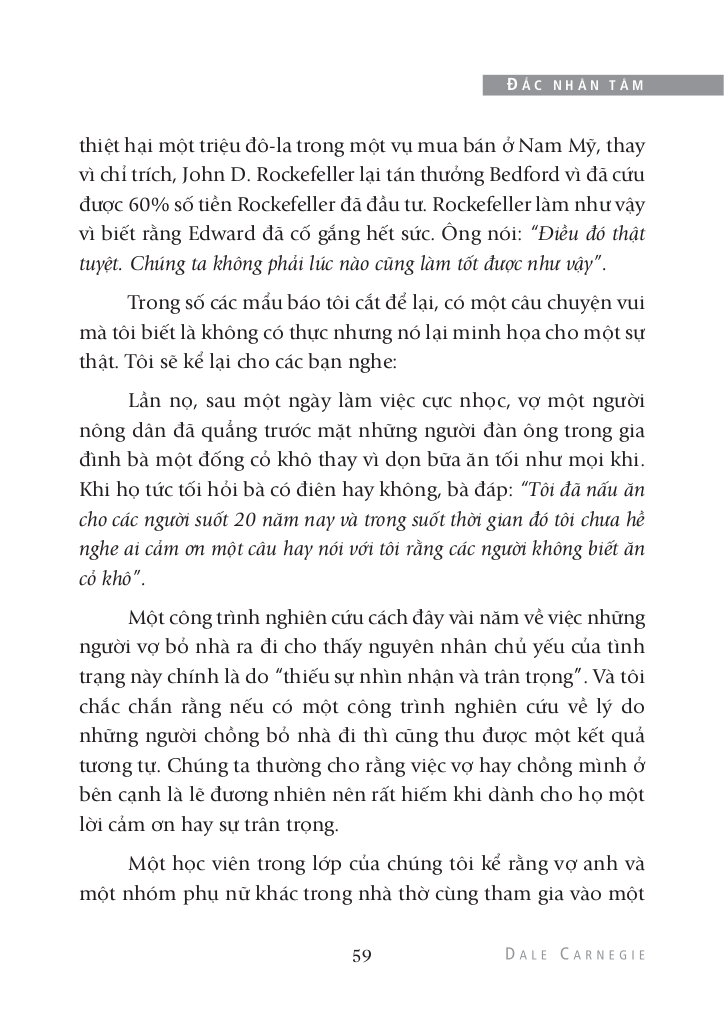 ĐẮC NHÂN TÂM
thiệt hại một triệu đô-la trong một vụ mua bán ở Nam Mỹ, thay
vì chỉ trích, John D. Rockefeller lại tán thưởng Bedford vì đã cứu
được 60% số tiền Rockefeller đã đầu tư. Rockefeller làm như vậy
vì biết rằng Edward đã cố gắng hết sức. Ông nói: “Điều đó thật
tuyệt. Chúng ta không phải lúc nào cũng làm tốt được như vậy”.
Trong số các mẩu báo tôi cắt để lại, có một câu chuyện vui
mà tôi biết là không có thực nhưng nó lại minh họa cho một sự
thật. Tôi sẽ kể lại cho các bạn nghe:
Lần nọ, sau một ngày làm việc cực nhọc, vợ một người
nông dân đã quẳng trước mặt những người đàn ông trong gia
đình bà một đống cỏ khô thay vì dọn bữa ăn tối như mọi khi.
Khi họ tức tối hỏi bà có điên hay không, bà đáp: “Tôi đã nấu ăn
cho các người suốt 20 năm nay và trong suốt thời gian đó tôi chưa hề
nghe ai cảm ơn một câu hay nói với tôi rằng các người không biết ăn
cỏ khô”.
Một công trình nghiên cứu cách đây vài năm về việc những
người vợ bỏ nhà ra đi cho thấy nguyên nhân chủ yếu của tình
trạng này chính là do “thiếu sự nhìn nhận và trân trọng”. Và tôi
chắc chắn rằng nếu có một công trình nghiên cứu về lý do
những người chồng bỏ nhà đi thì cũng thu được một kết quả
tương tự. Chúng ta thường cho rằng việc vợ hay chồng mình ở
bên cạnh là lẽ đương nhiên nên rất hiếm khi dành cho họ một
lời cảm ơn hay sự trân trọng.
Một học viên trong lớp của chúng tôi kể rằng vợ anh và
một nhóm phụ nữ khác trong nhà thờ cùng tham gia vào một
59
DALE CARNEGIE